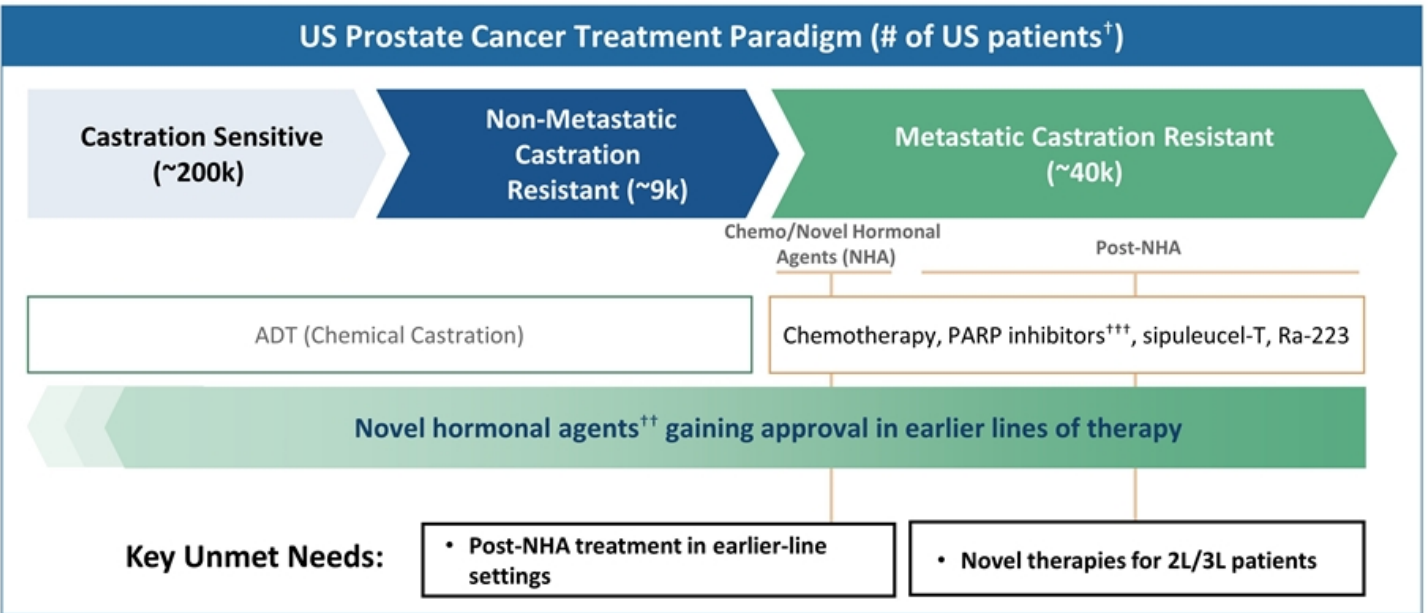 US Prostate Cancer Treatment Paradigm (# of US patients†)
Castration Sensitive
(~200k)
Non-Metastatic
Castration
Resistant (~9k)
Metastatic Castration Resistant
(~40k)
Chemo/Novel Hormonal
Agents (NHA)
Post-NHA
ADT (Chemical Castration)
Chemotherapy, PARP inhibitors†††, sipuleucel-T, Ra-223
Novel hormonal agents†† gaining approval in earlier lines of therapy
Key Unmet Needs:
• Post-NHA treatment in earlier-line
settings
• Novel therapies for 2L/3L patients